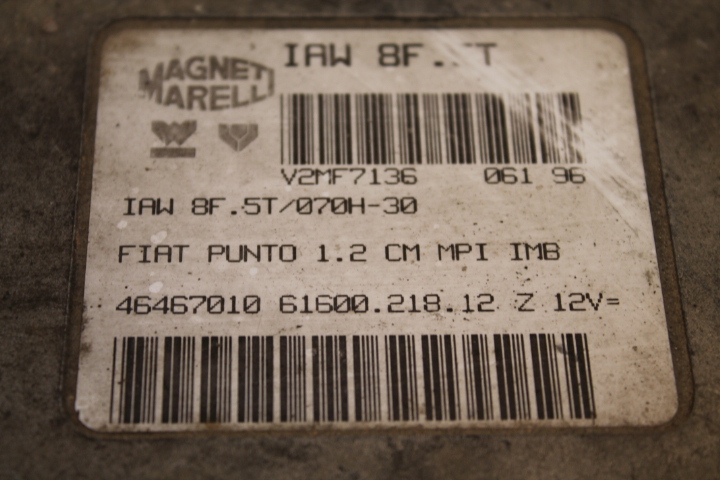 IAW 8F.5T
MAGNETI
MARELLI
V2MF7136 061 96
IAW 8F.5T/070H-30
FIAT PUNTO 1.2 CM MPI IMB
46467010 61600.218.12 Z 12V=